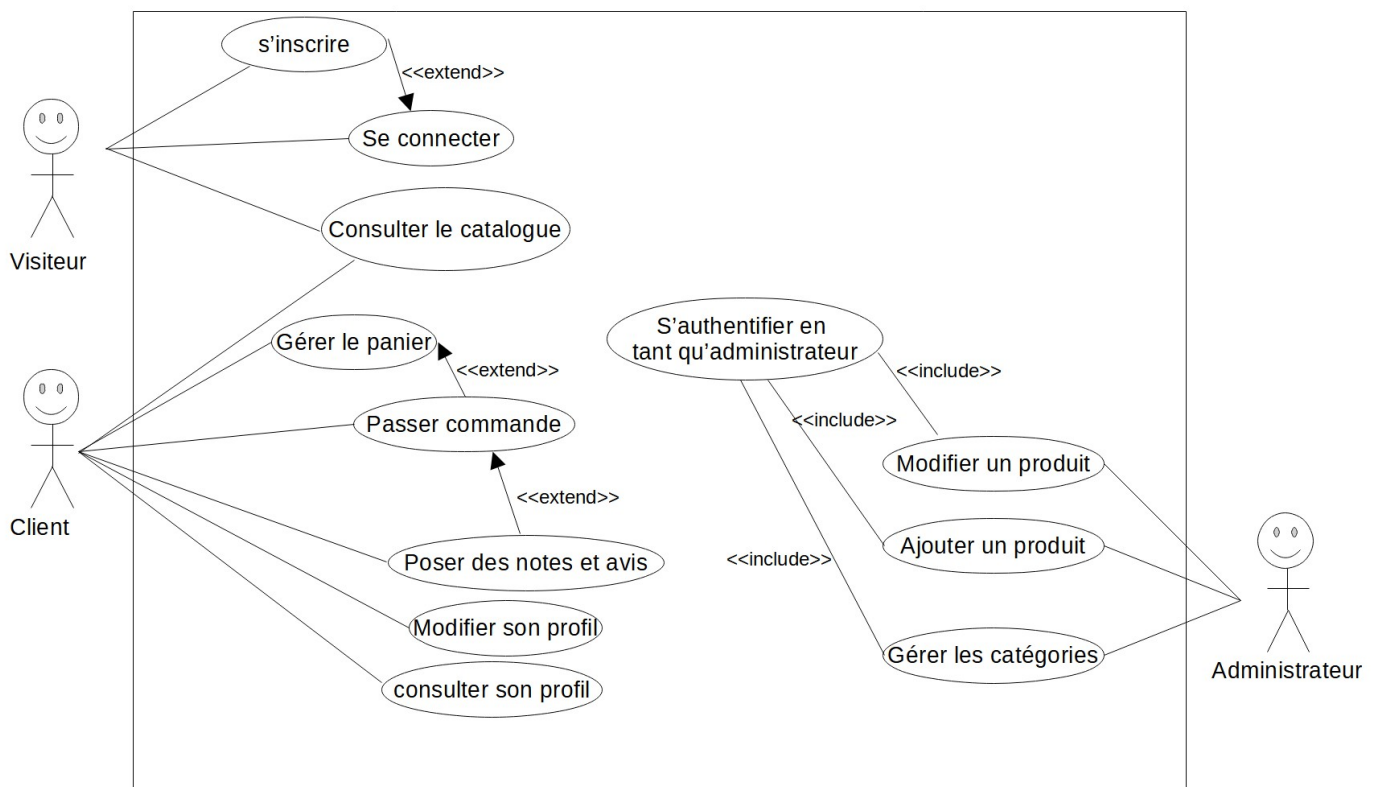 s'inscrire
<<extend>>
Se connecter
Consulter le catalogue
Visiteur
Gérer le panier
<<extend>>
Passer commande
<<extend>>
Client
Poser des notes et avis
Modifier son profil
consulter son profil
S'authentifier en
tant qu'administrateur
<<include>>
<<include>>
Modifier un produit
Ajouter un produit
<<include>>
Gérer les catégories
Administrateur